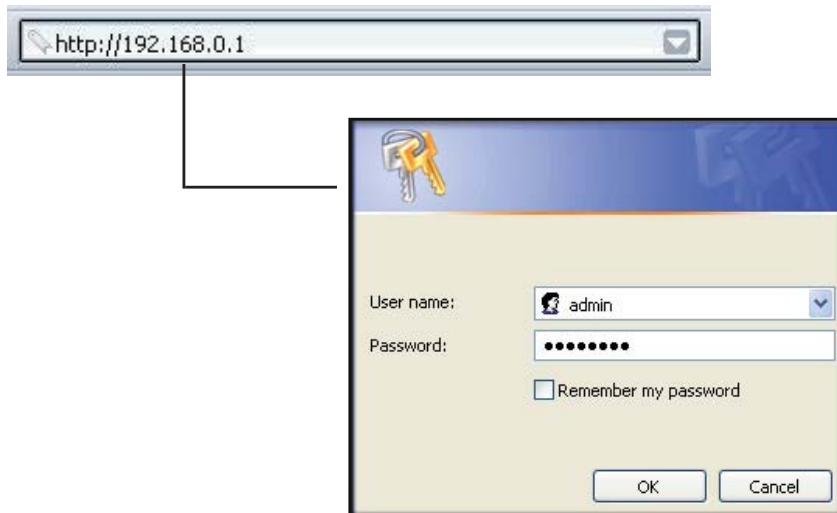 http://192.168.0.1
User name:
admin
Password:
••••••••
Remember my password
OK
Cancel